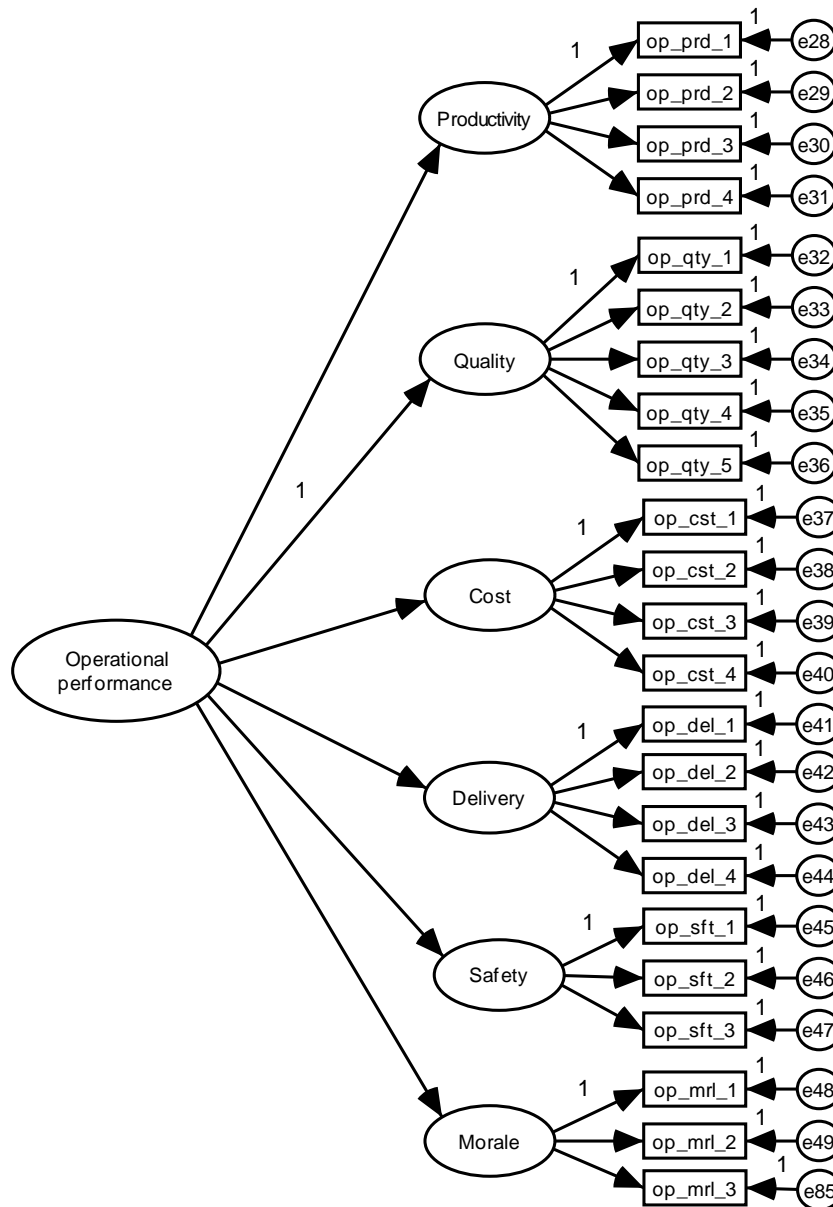 1
op_prd_1
1
e28
op_prd_2
1
e29
Productivity
op_prd_3
1
e30
op_prd_4
1
e31
1
op_qty_1
1
e32
op_qty_2
1
e33
Quality
op_qty_3
1
e34
op_qty_4
1
e35
op_qty_5
1
e36
1
1
op_cst_1
1
e37
op_cst_2
1
e38
Cost
op_cst_3
1
e39
op_cst_4
1
e40
Operational
performance
1
op_del_1
1
e41
op_del_2
1
e42
Delivery
op_del_3
1
e43
op_del_4
1
e44
1
op_sft_1
1
e45
Safety
op_sft_2
1
e46
op_sft_3
1
e47
1
op_mrl_1
1
e48
Morale
op_mrl_2
1
e49
op_mrl_3
1
e85